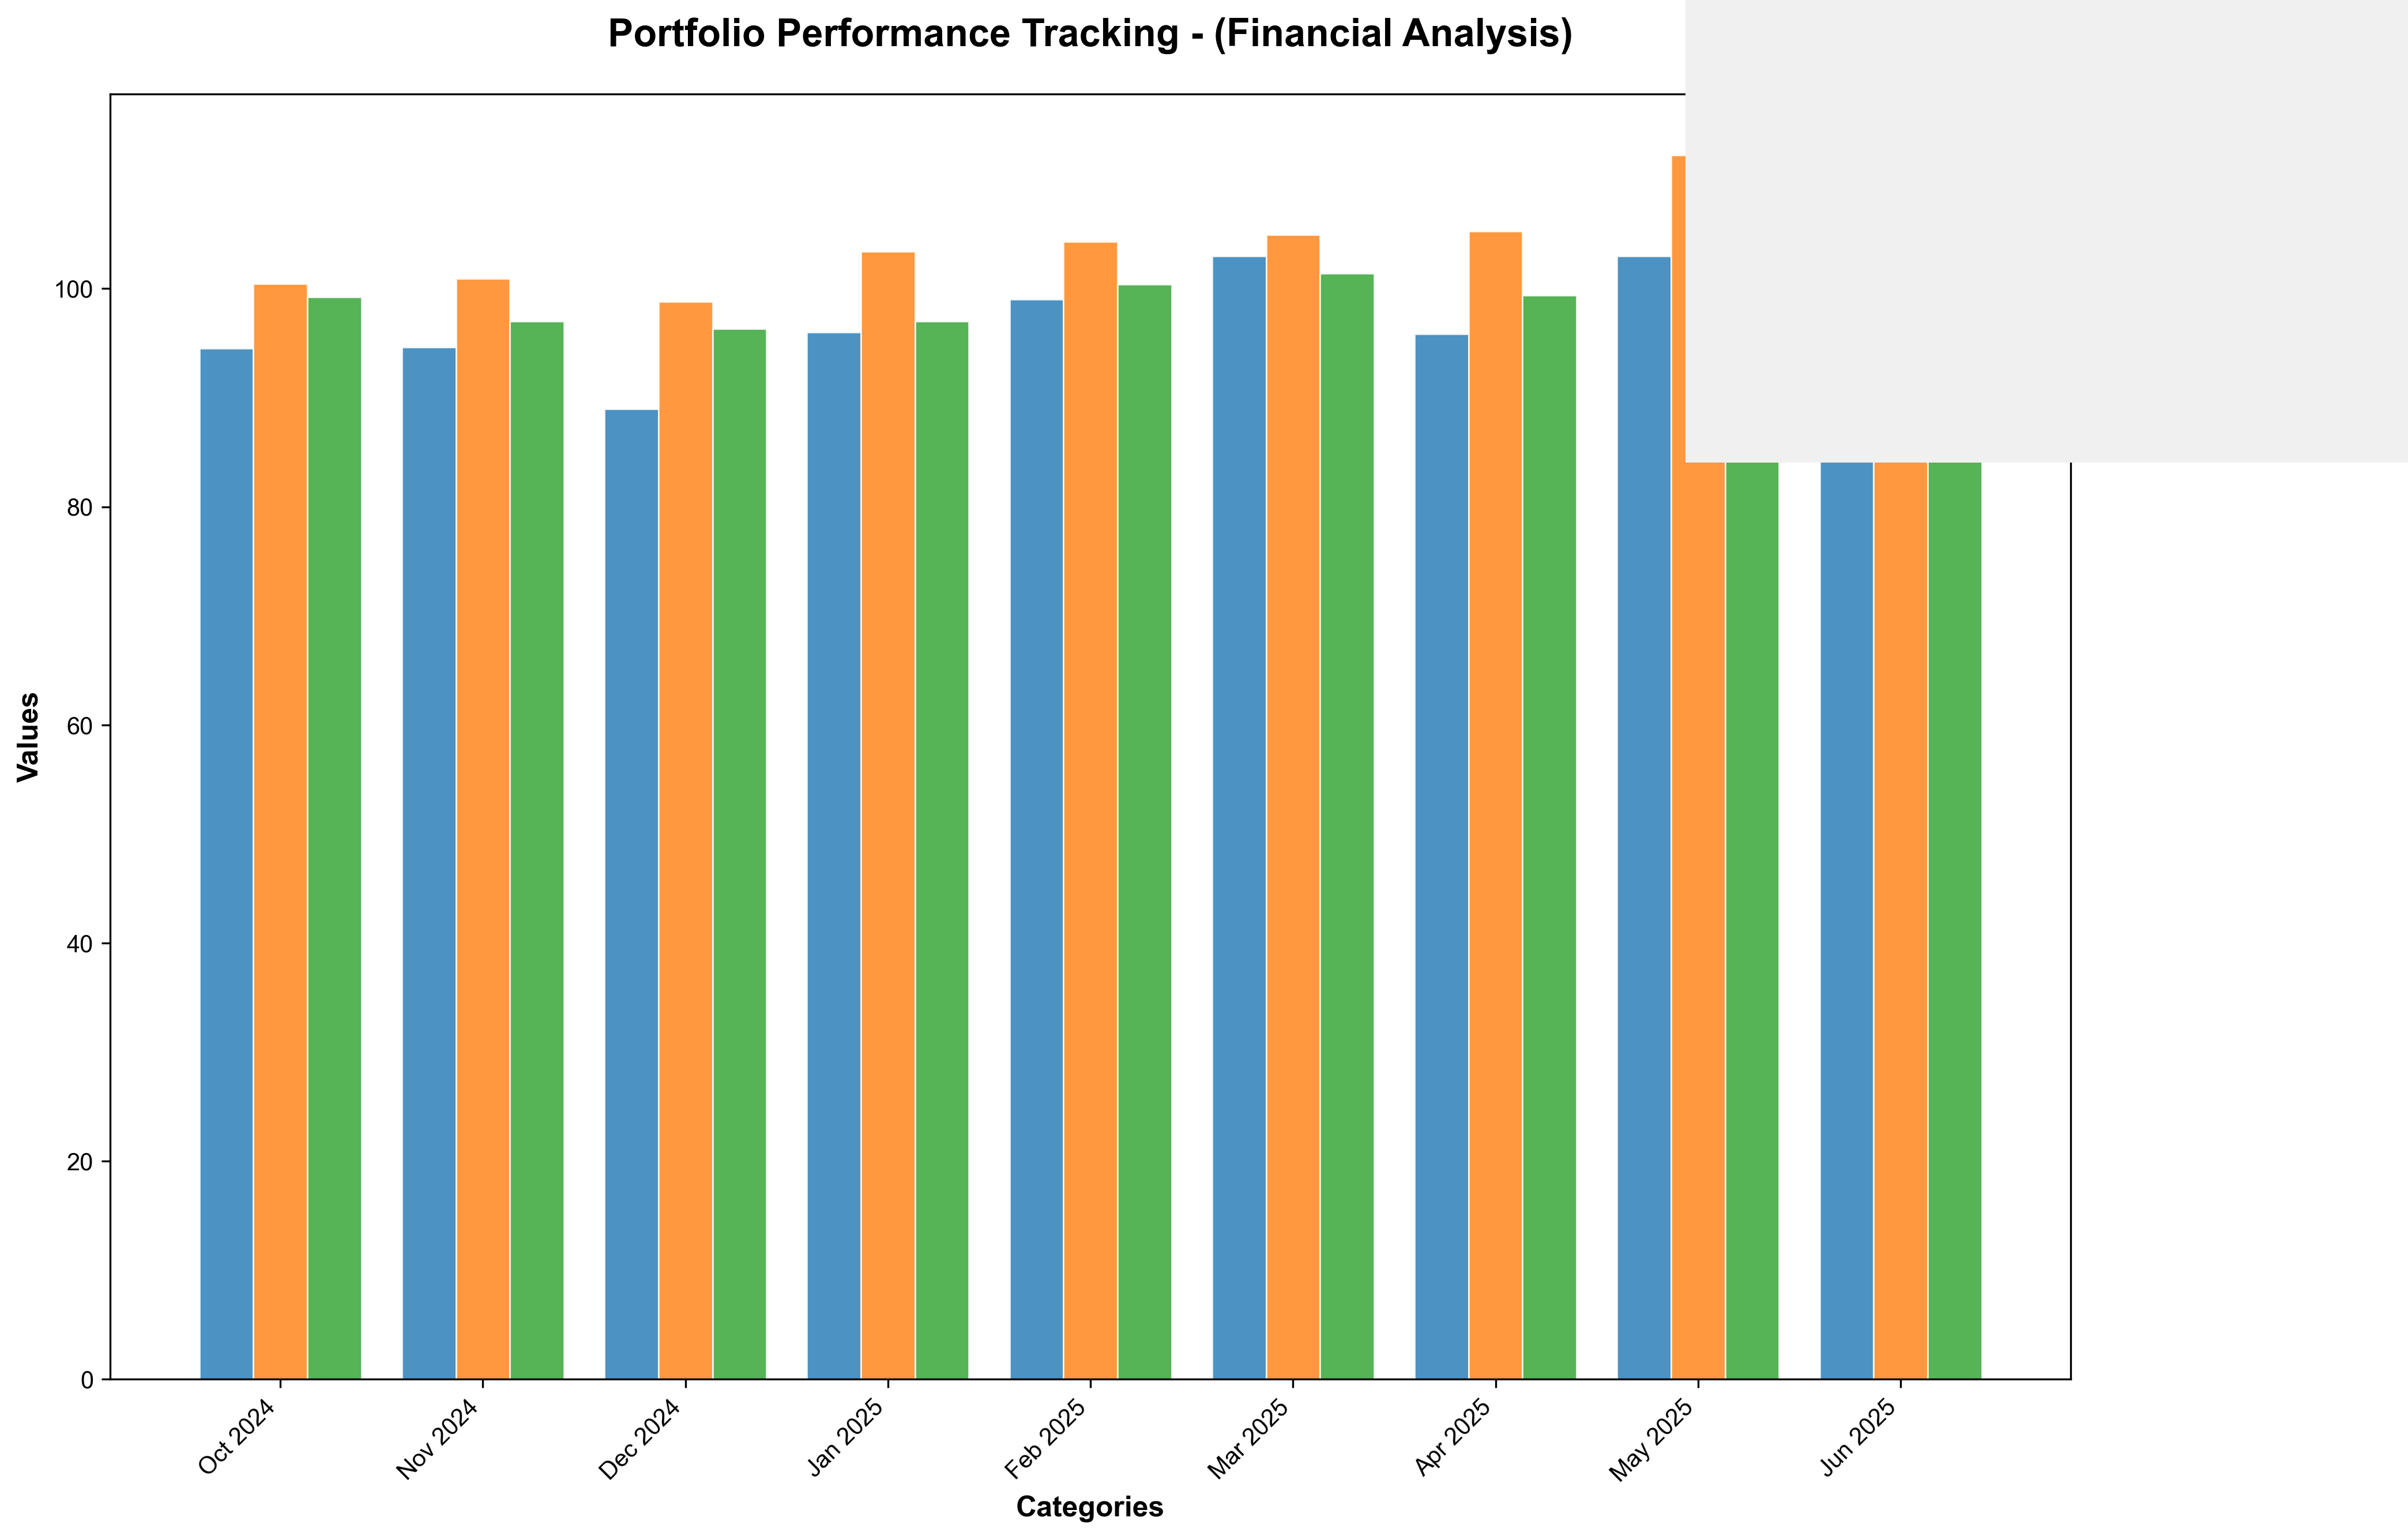 Portfolio Performance Tracking - (Financial Analysis)
Values
100
80
60
40
20
0
Oct 2024
Nov 2024
Dec 2024
Jan 2025
Feb 2025
Mar 2025
Apr 2025
May 2025
Jun 2025
Categories